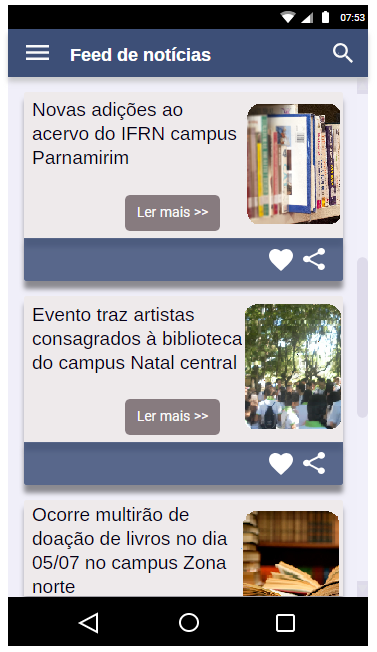 07:53
Feed de notícias
Novas adições ao
acervo do IFRN campus
Parnamirim
Ler mais >>
Evento traz artistas
consagrados à biblioteca
do campus Natal central
Ler mais >>
Ocorre multirão de
doação de livros no dia
05/07 no campus Zona
norte